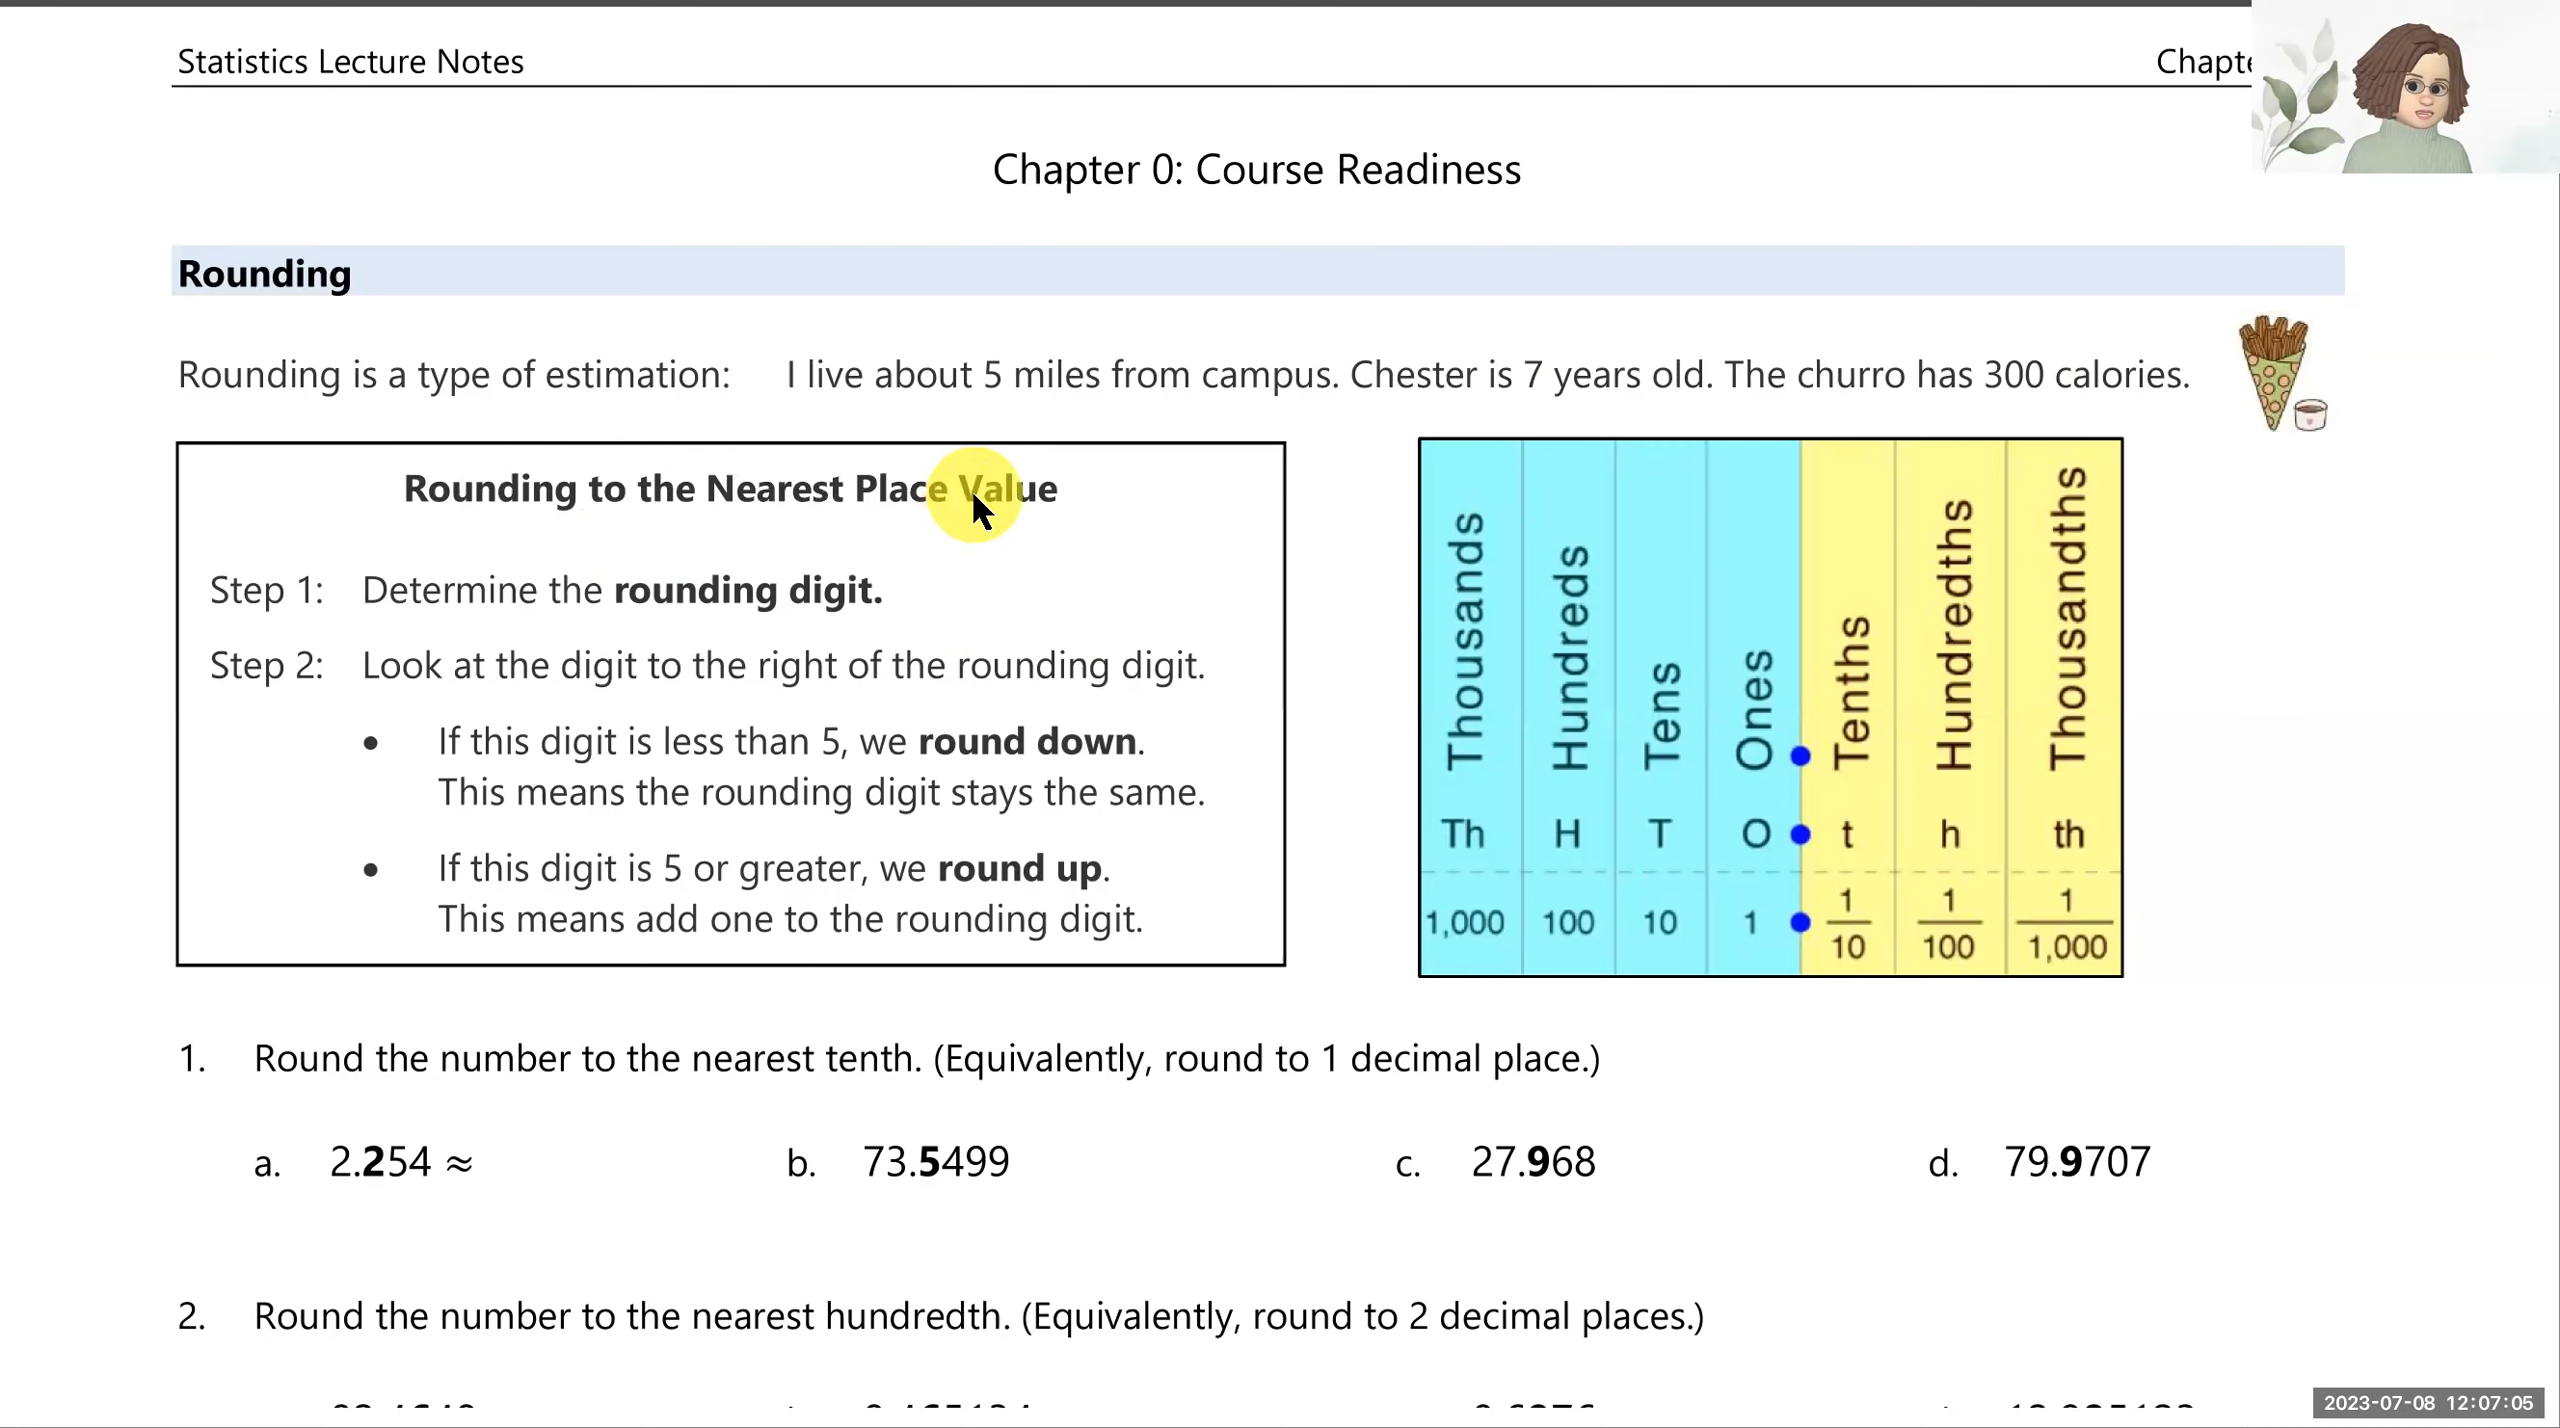 Statistics Lecture Notes
Chapter 0: Course Readiness
Rounding
Rounding is a type of estimation: I live about 5 miles from campus. Chester is 7 years old. The churro has 300 calories.
Rounding to the Nearest Place Value
Step 1: Determine the rounding digit.
Step 2: Look at the digit to the right of the rounding digit.
• If this digit is less than 5, we round down.
This means the rounding digit stays the same.
• If this digit is 5 or greater, we round up.
This means add one to the rounding digit.
Thousands Hundreds Tens Ones Tenths Hundredths Thousandths
Th H T O t h th
1,000 100 10 1 1/10 1/100 1/1,000
1. Round the number to the nearest tenth. (Equivalently, round to 1 decimal place.)
a. 2.254 ≈ b. 73.5499 c. 27.968 d. 79.9707
2. Round the number to the nearest hundredth. (Equivalently, round to 2 decimal places.)
2023-07-08 12:07:05